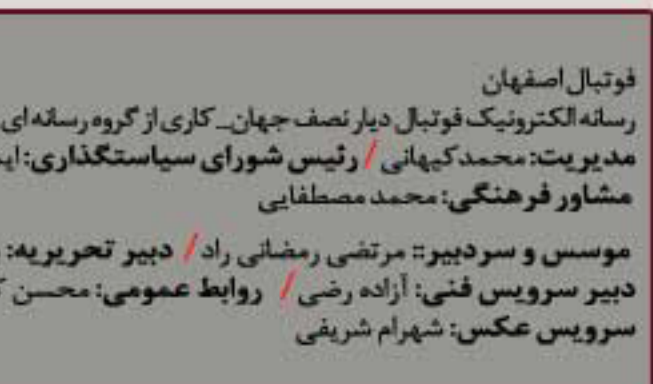 فوتبال اصفهان
رسانه الکترونیک فوتبال دیار نصف جهان_ کاری از گروه رسانه ای
مدیریت: محمد کیهانی / رئیس شورای سیاستگذاری:
مشاور فرهنگی: محمد مصطفایی
موسس و سردبیر:: مرتضی رمضانی راد / دبیر تحریریه:
دبیر سرویس فنی: آزاده رضی / روابط عمومی: محسن
سرویس عکس: شهرام شریفی